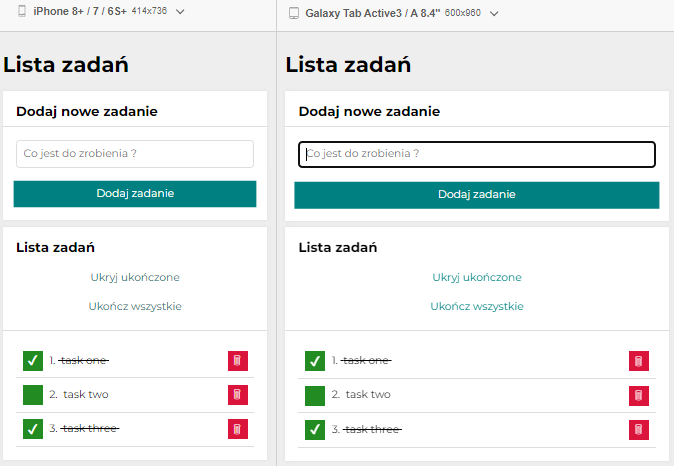 iPhone 8+ / 7 / 6S+ 414x736
Lista zadań
Dodaj nowe zadanie
Co jest do zrobienia ?
Dodaj zadanie
Lista zadań
Ukryj ukończone
Ukończ wszystkie
1. task one
2. task two
3. task three
Galaxy Tab Active3 / A 8.4" 600x960
Lista zadań
Dodaj nowe zadanie
Co jest do zrobienia ?
Dodaj zadanie
Lista zadań
Ukryj ukończone
Ukończ wszystkie
1. task one
2. task two
3. task three